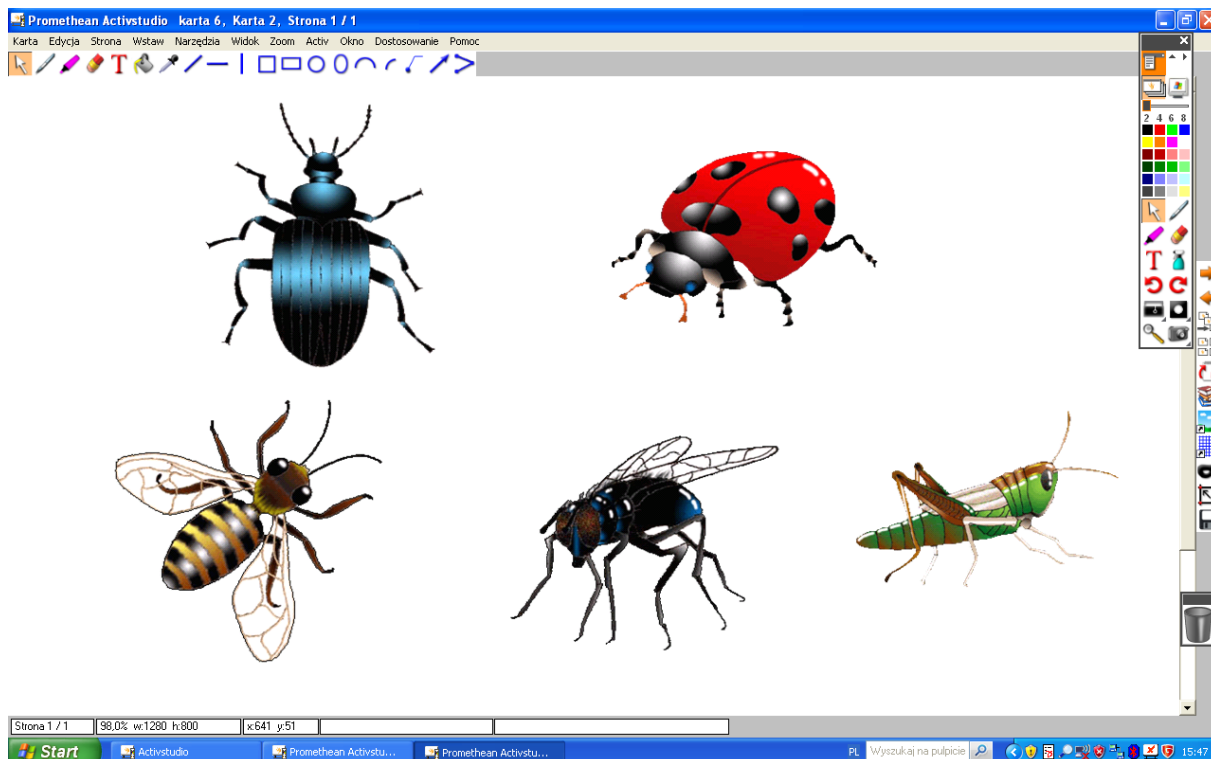 Promethean Activstudio karta 6, Karta 2, Strona 1 / 1
Karta Edycja Strona Wstaw Narzędzia Widok Zoom Activ Okno Dostosowanie Pomoc
T
2 4 6 8
T
Strona 1 / 1 98,0% w:1280 h:800 x:641 y:51
Start Activstudio Promethean Activstu... Promethean Activstu... PL Wyszukaj na pulpicie 15:47